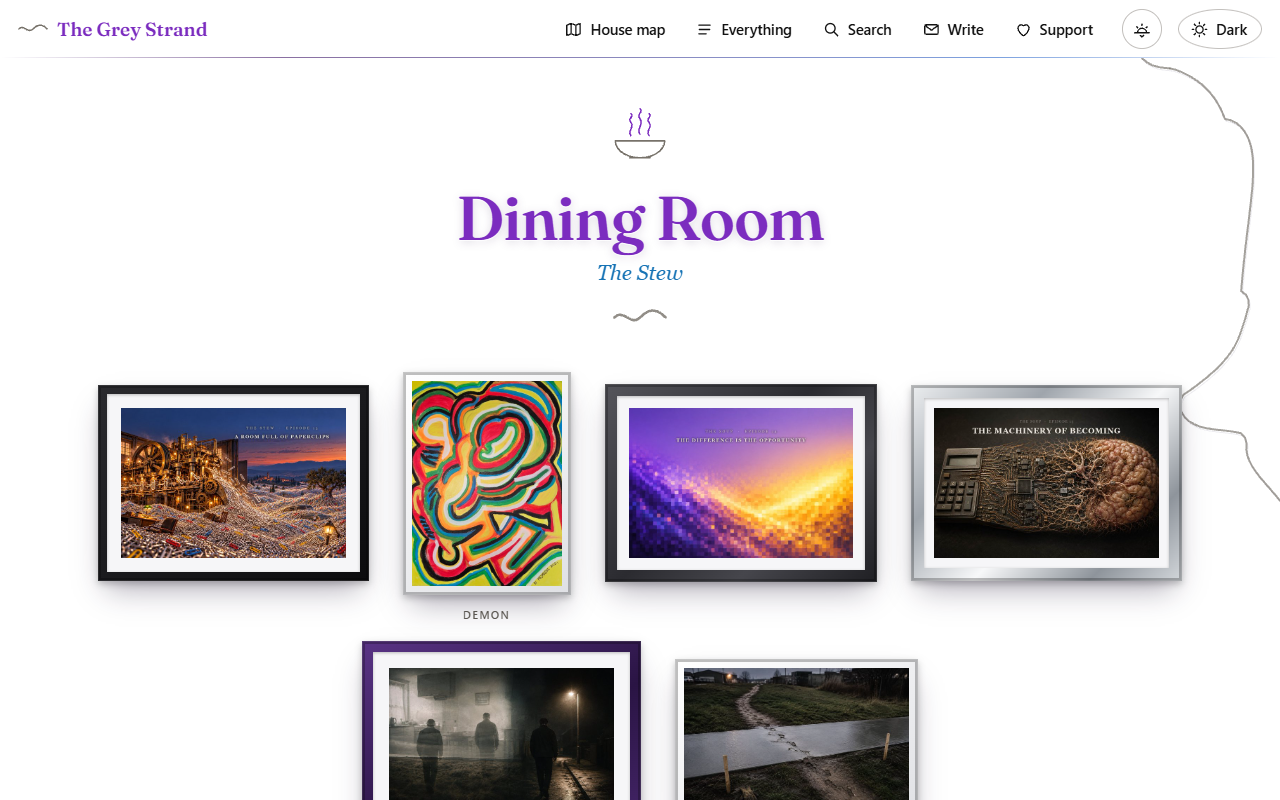 The Grey Strand
House map
Everything
Search
Write
Support
Dark
Dining Room
The Stew
A ROOM FULL OF PAPERCLIPS
THE DIFFERENCE IS THE OPPORTUNITY
THE MACHINERY OF BECOMING
DEMON